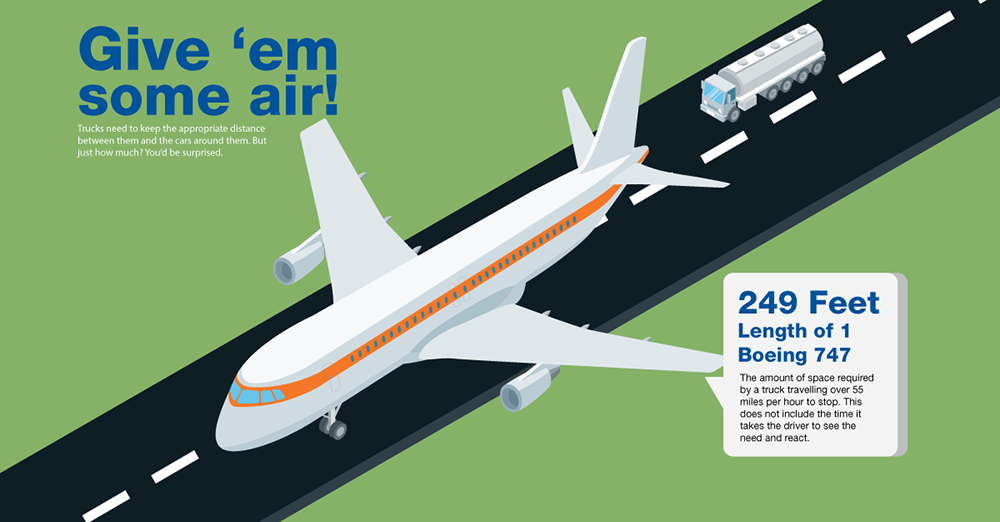 Give ‘em
some air!
Trucks need to keep the appropriate distance
between them and the cars around them. But
just how much? You’d be surprised.
249 Feet
Length of 1
Boeing 747
The amount of space required
by a truck travelling over 55
miles per hour to stop. This
does not include the time it
takes the driver to see the
need and react.